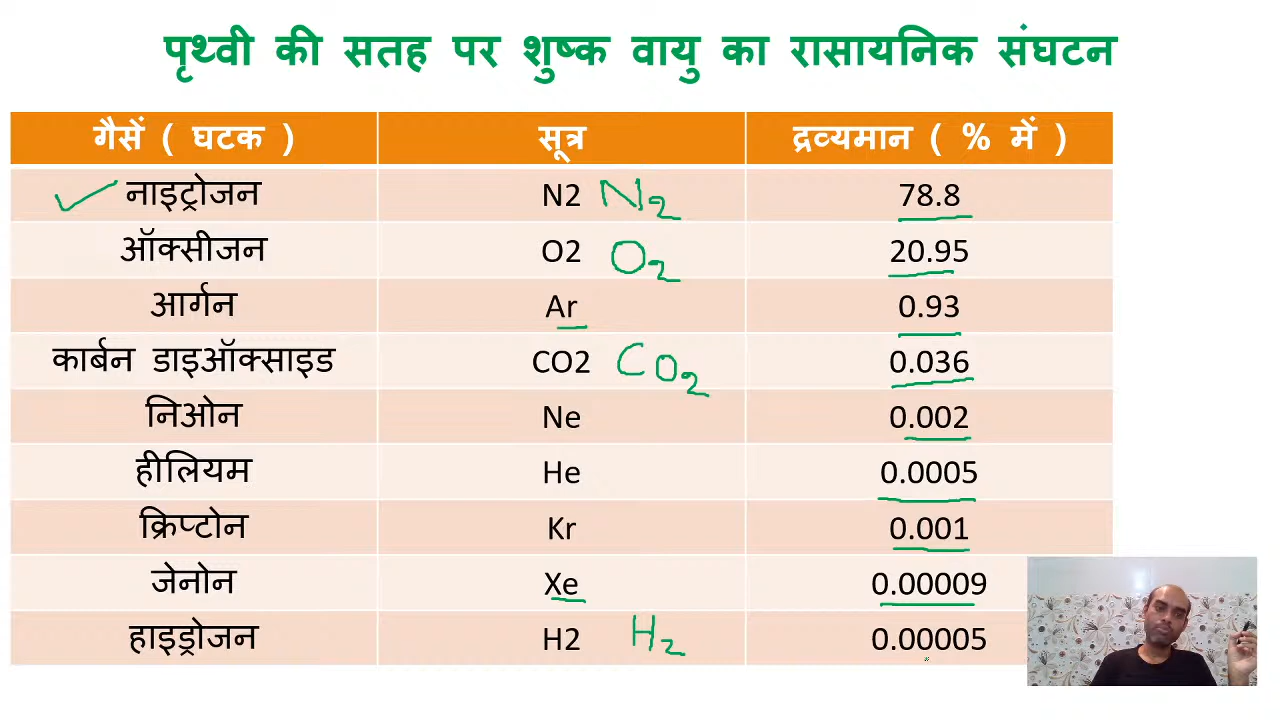 पृथ्वी की सतह पर शुष्क वायु का रासायनिक संघटन
गैसें ( घटक ) सूत्र द्रव्यमान ( % में )
नाइट्रोजन N2 N2 78.8
ऑक्सीजन O2 O2 20.95
आर्गन Ar 0.93
कार्बन डाइऑक्साइड CO2 CO2 0.036
निओन Ne 0.002
हीलियम He 0.0005
क्रिप्टोन Kr 0.001
जेनोन Xe 0.00009
हाइड्रोजन H2 H2 0.00005